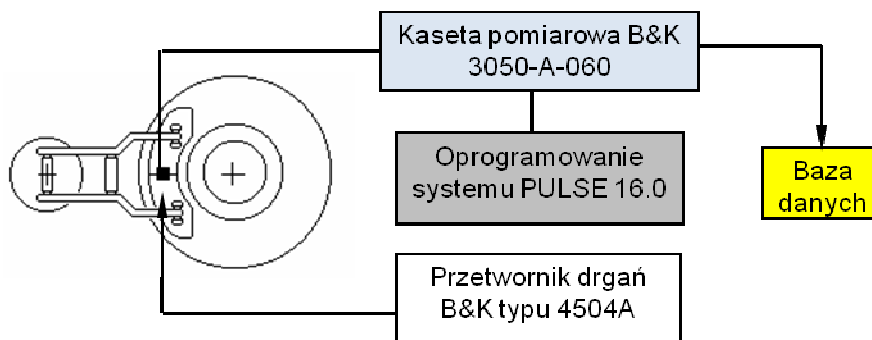 Kaseta pomiarowa B&K
3050-A-060
Oprogramowanie
systemu PULSE 16.0
Baza
danych
Przetwornik drgań
B&K typu 4504A